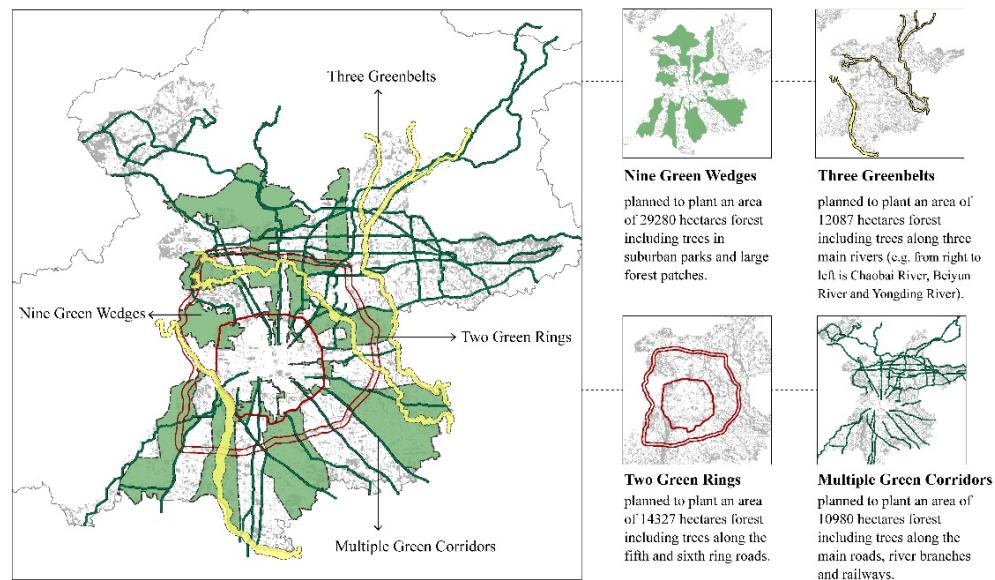 Three Greenbelts
Nine Green Wedges
Two Green Rings
Multiple Green Corridors
Nine Green Wedges
planned to plant an area
of 29280 hectares forest
including trees in
suburban parks and large
forest patches.
Three Greenbelts
planned to plant an area of
12087 hectares forest
including trees along three
main rivers (e.g. from right to
left is Chaobai River, Beiyun
River and Yongding River).
Two Green Rings
planned to plant an area
of 14327 hectares forest
including trees along the
fifth and sixth ring roads.
Multiple Green Corridors
planned to plant an area of
10980 hectares forest
including trees along the
main roads, river branches
and railways.